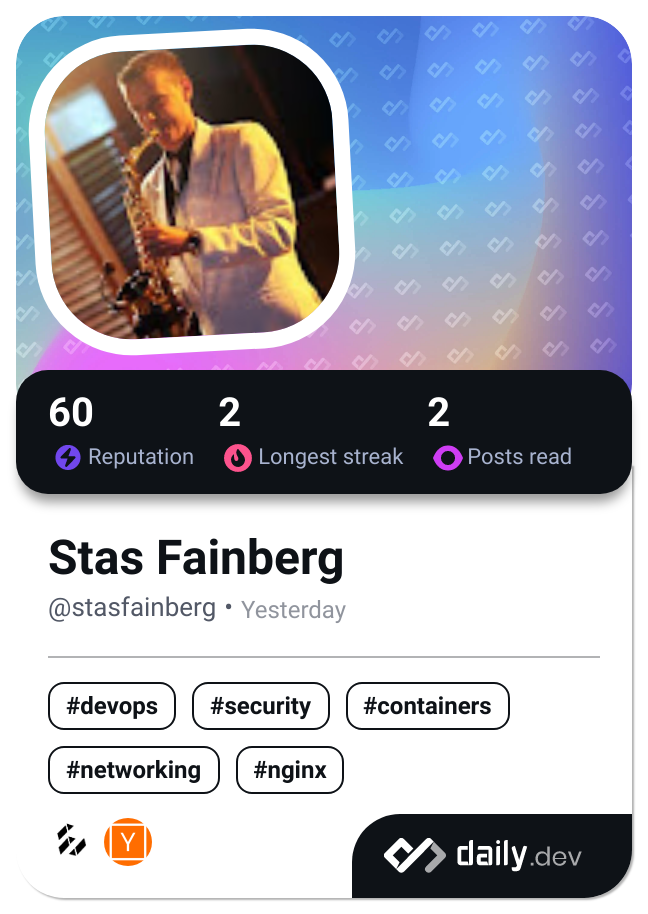 60 2 2
Reputation Longest streak Posts read
Stas Fainberg
@stasfainberg • Yesterday
#devops #security #containers
#networking #nginx
Y
daily.dev